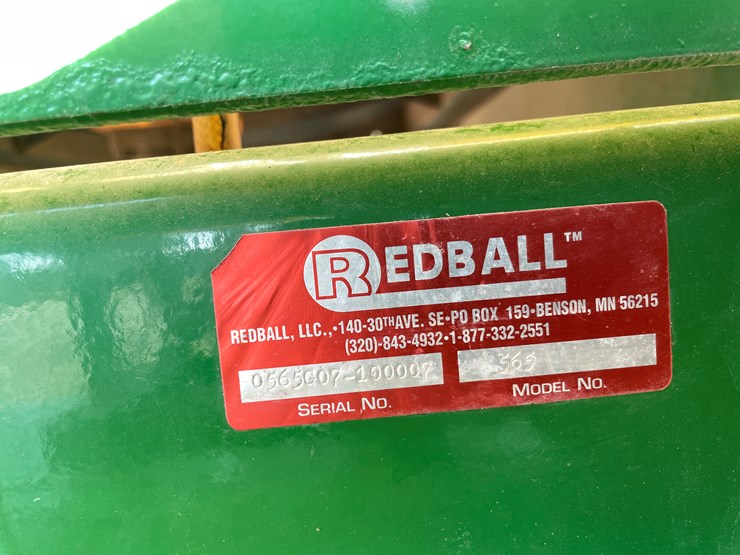 REDBALL™
REDBALL, LLC.,•140-30THAVE. SE•PO BOX 159•BENSON, MN 56215
(320)-843-4932•1-877-332-2551
0565G07-100007 565
SERIAL NO. MODEL NO.